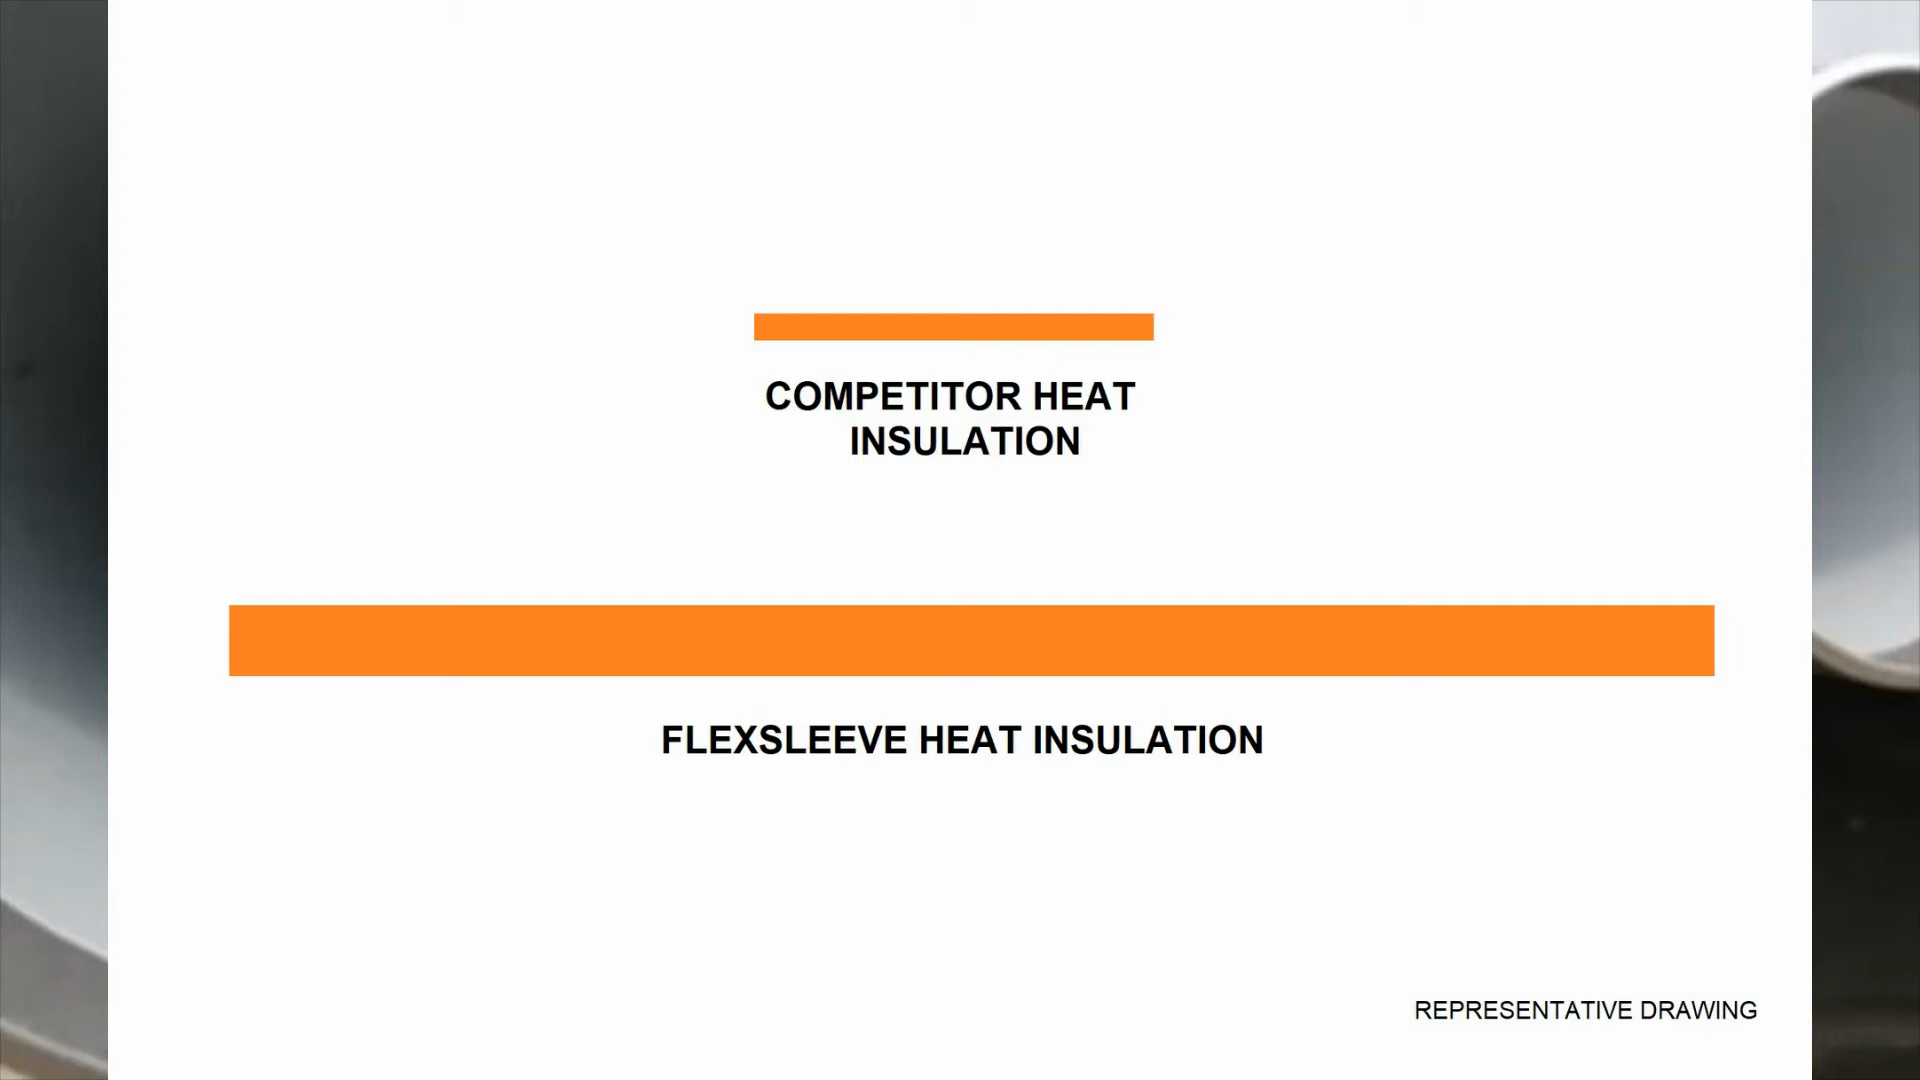 COMPETITOR HEAT
INSULATION
FLEXSLEEVE HEAT INSULATION
REPRESENTATIVE DRAWING